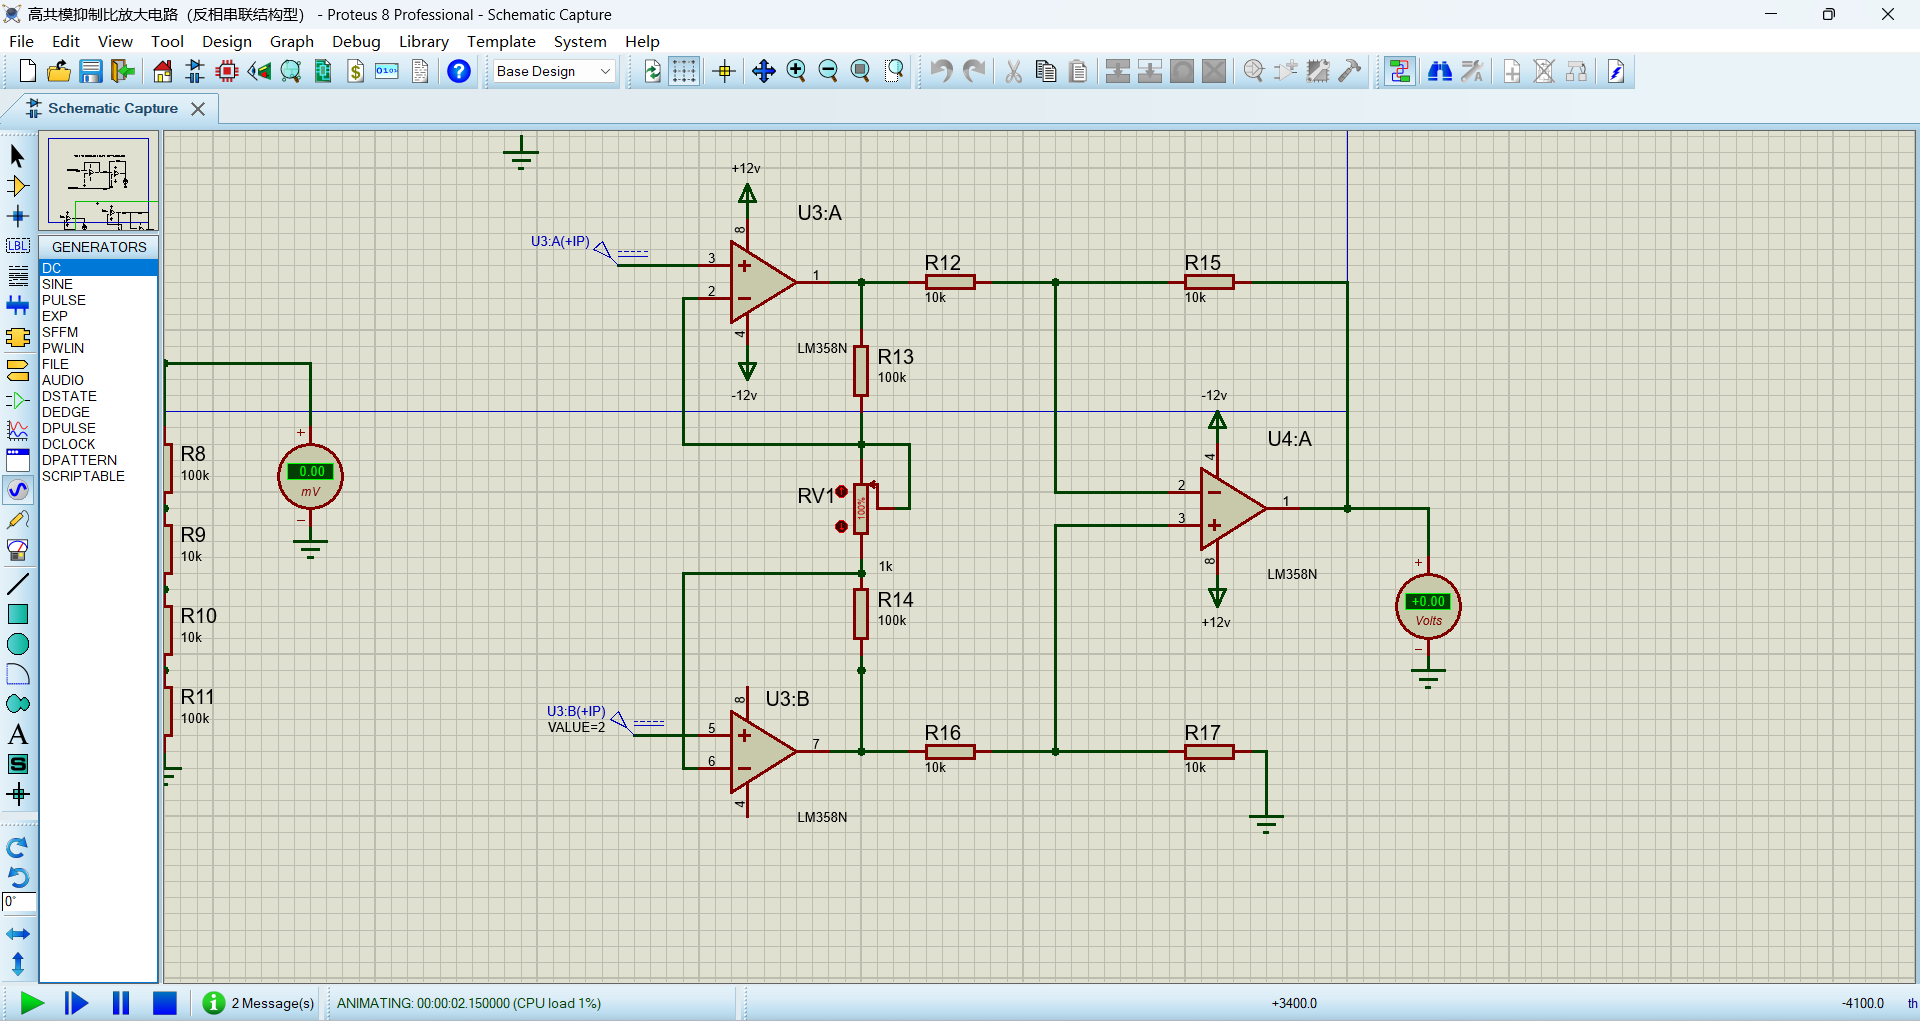 高共模抑制比放大电路（反相串联结构型） - Proteus 8 Professional - Schematic Capture
File Edit View Tool Design Graph Debug Library Template System Help
Base Design
Schematic Capture
LBL
A
S
0°
GENERATORS
DC
SINE
PULSE
EXP
SFFM
PWLIN
FILE
AUDIO
DSTATE
DEDGE
DPULSE
DCLOCK
DPATTERN
SCRIPTABLE
R8
100k
R9
10k
R10
10k
R11
100k
+
0.00
mV
−
+12v
U3:A
8
U3:A(+IP)
3
2
1
4
LM358N
-12v
R12
10k
R15
10k
R13
100k
RV1
100%
1k
R14
100k
-12v
U4:A
4
2
3
1
8
LM358N
+12v
+
+0.00
Volts
−
U3:B
8
U3:B(+IP)
VALUE=2
5
6
7
4
LM358N
R16
10k
R17
10k
2 Message(s)
ANIMATING: 00:00:02.150000 (CPU load 1%)
+3400.0
-4100.0
th